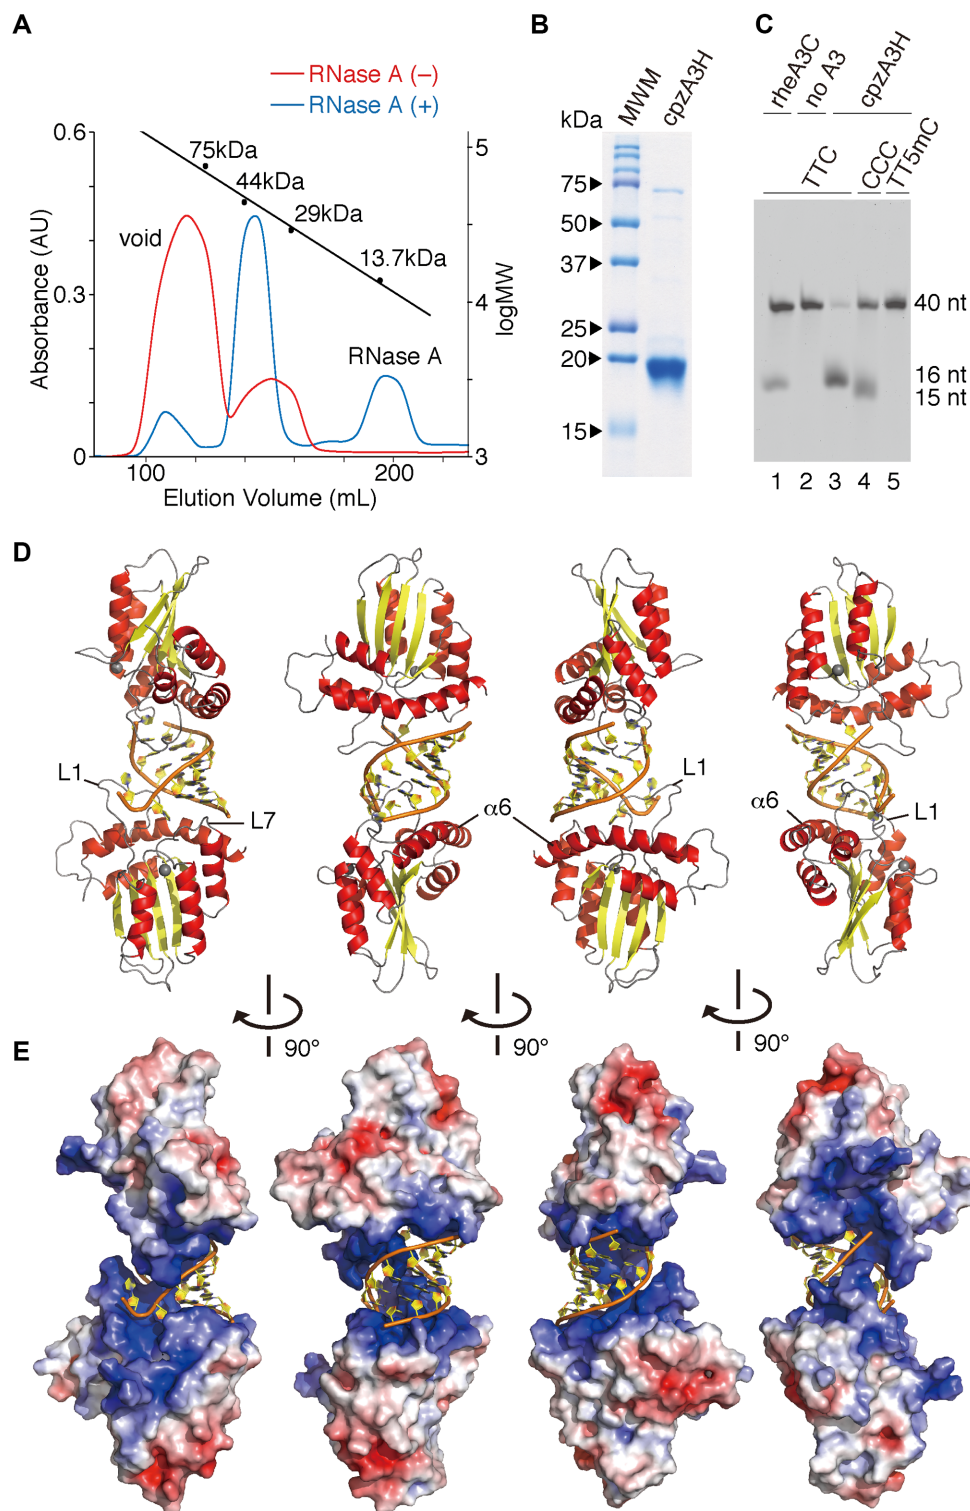 A
RNase A (–)
RNase A (+)
0.6
0.3
0
Absorbance (AU)
void
75kDa
44kDa
29kDa
13.7kDa
RNase A
5
4
3
logMW
100
200
Elution Volume (mL)
B
MWM
cpzA3H
kDa
75
50
37
25
20
15
C
rheA3C
no A3
cpzA3H
TTC
CCC
TT5mC
40 nt
16 nt
15 nt
1 2 3 4 5
D
L1
L7
α6
L1
α6
L1
90°
90°
90°
E